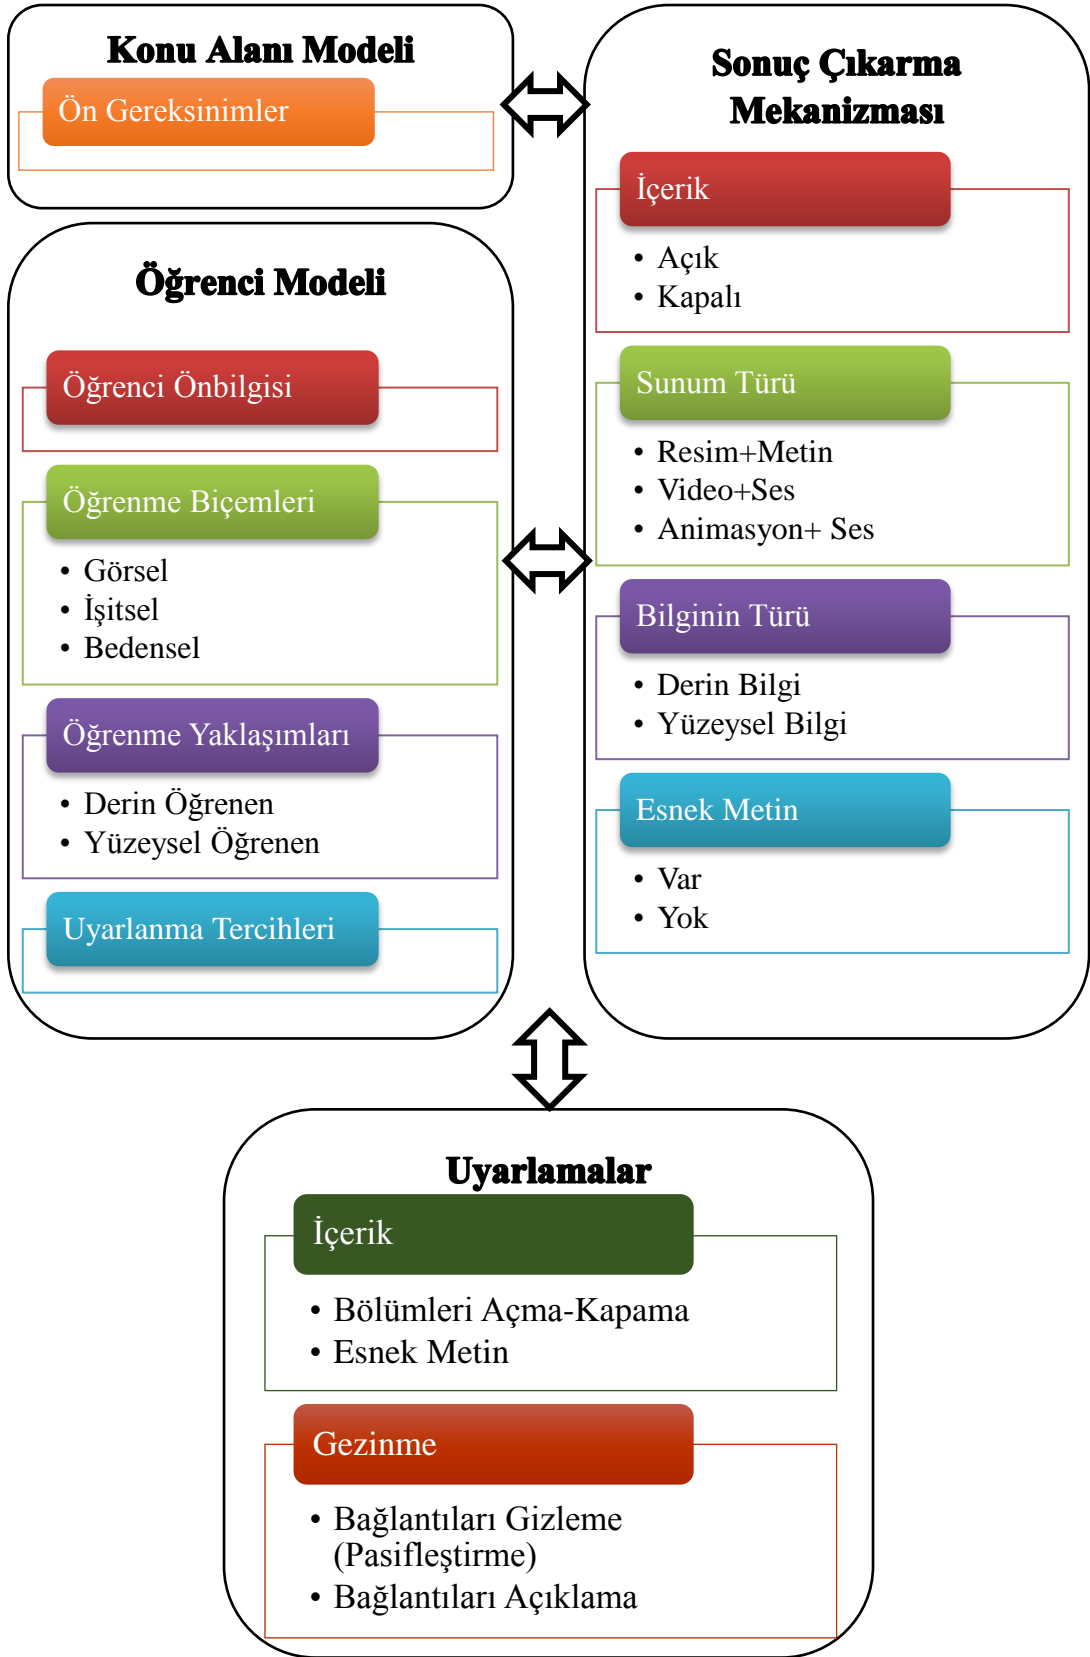 Konu Alanı Modeli
Ön Gereksinimler
Öğrenci Modeli
Öğrenci Önbilgisi
Öğrenme Biçemleri
• Görsel
• İşitsel
• Bedensel
Öğrenme Yaklaşımları
• Derin Öğrenen
• Yüzeysel Öğrenen
Uyarlanma Tercihleri
Sonuç Çıkarma
Mekanizması
İçerik
• Açık
• Kapalı
Sunum Türü
• Resim+Metin
• Video+Ses
• Animasyon+ Ses
Bilginin Türü
• Derin Bilgi
• Yüzeysel Bilgi
Esnek Metin
• Var
• Yok
Uyarlamalar
İçerik
• Bölümleri Açma-Kapama
• Esnek Metin
Gezinme
• Bağlantıları Gizleme
(Pasifleştirme)
• Bağlantıları Açıklama